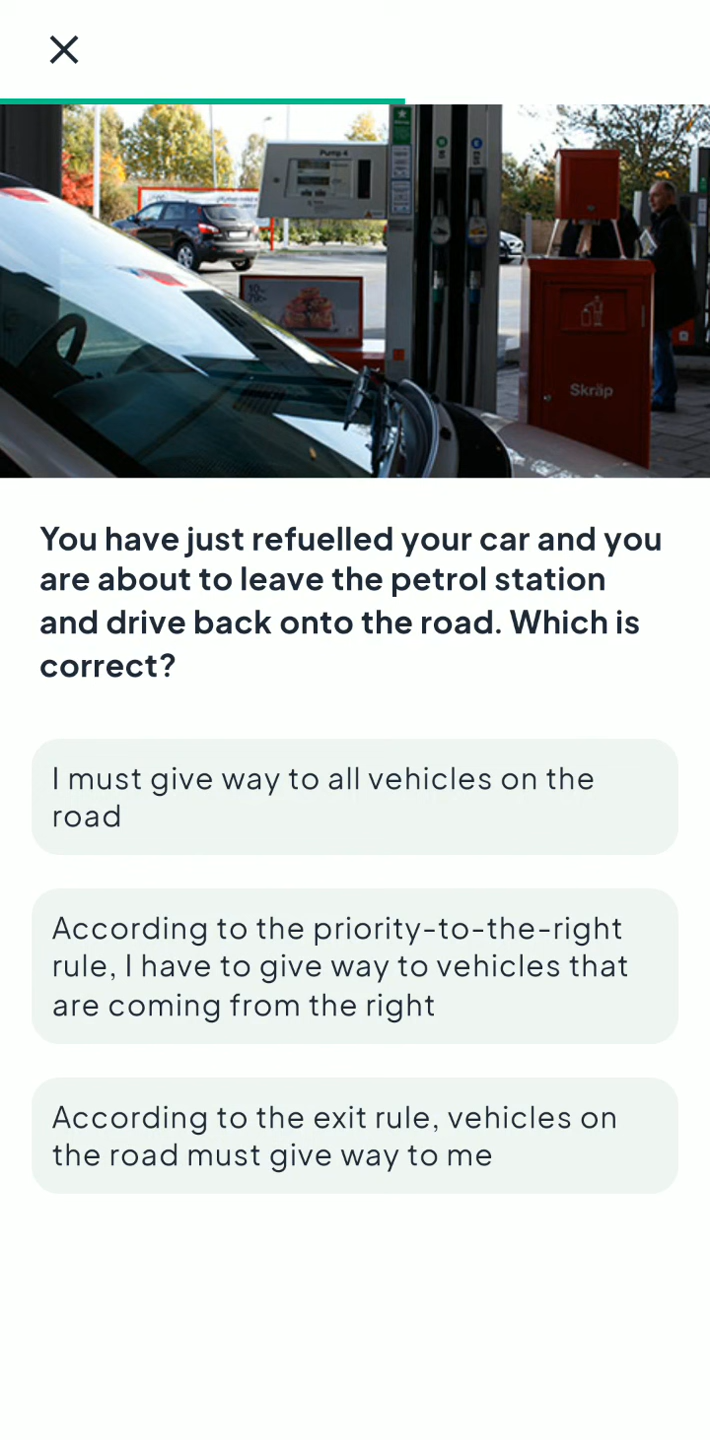 Pump 4
Skräp
You have just refuelled your car and you
are about to leave the petrol station
and drive back onto the road. Which is
correct?
I must give way to all vehicles on the
road
According to the priority-to-the-right
rule, I have to give way to vehicles that
are coming from the right
According to the exit rule, vehicles on
the road must give way to me